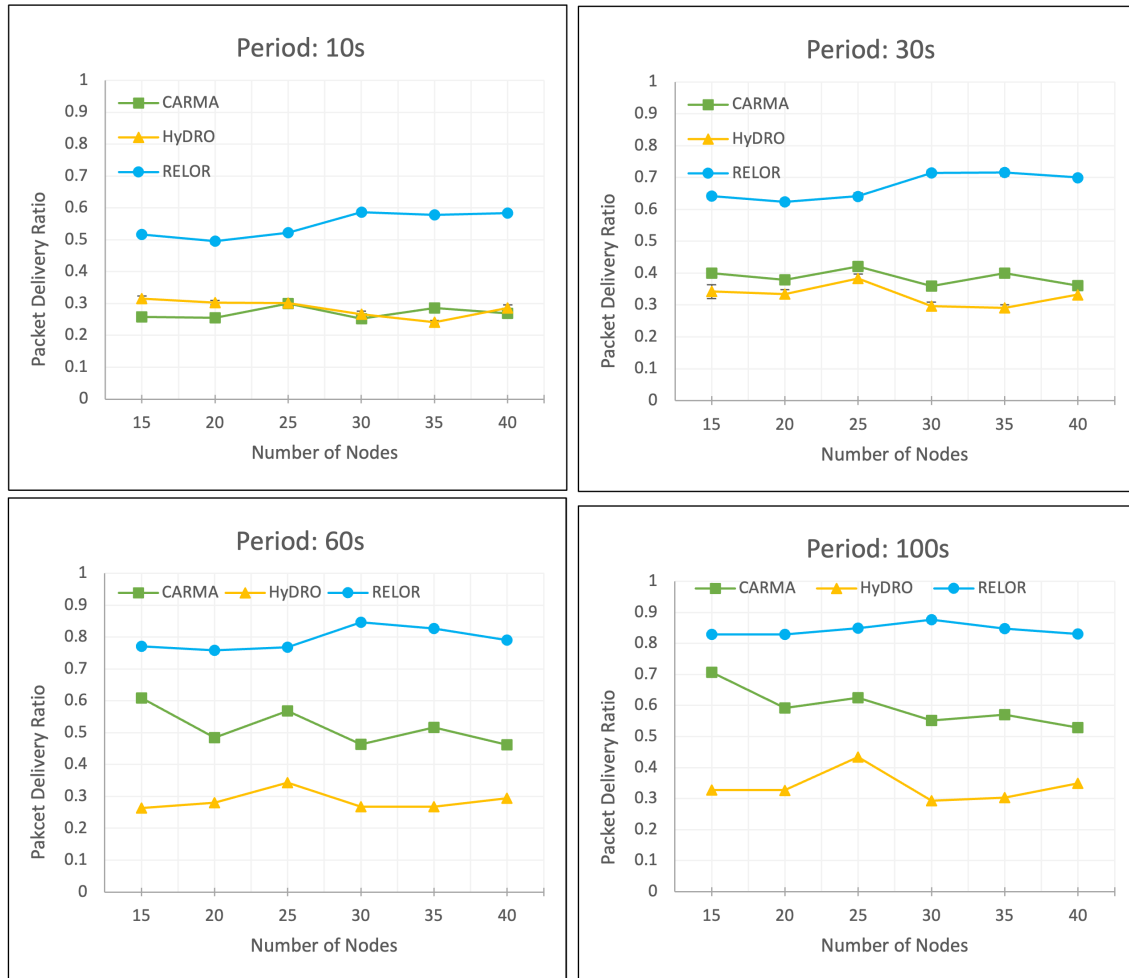 Period: 10s
CARMA
HyDRO
RELOR
Packet Delivery Ratio
1
0.9
0.8
0.7
0.6
0.5
0.4
0.3
0.2
0.1
0
15 20 25 30 35 40
Number of Nodes
Period: 30s
CARMA
HyDRO
RELOR
Packet Delivery Ratio
1
0.9
0.8
0.7
0.6
0.5
0.4
0.3
0.2
0.1
0
15 20 25 30 35 40
Number of Nodes
Period: 60s
CARMA HyDRO RELOR
Pakcet Delivery Ratio
1
0.9
0.8
0.7
0.6
0.5
0.4
0.3
0.2
0.1
0
15 20 25 30 35 40
Number of Nodes
Period: 100s
CARMA HyDRO RELOR
Packet Delivery Ratio
1
0.9
0.8
0.7
0.6
0.5
0.4
0.3
0.2
0.1
0
15 20 25 30 35 40
Number of Nodes